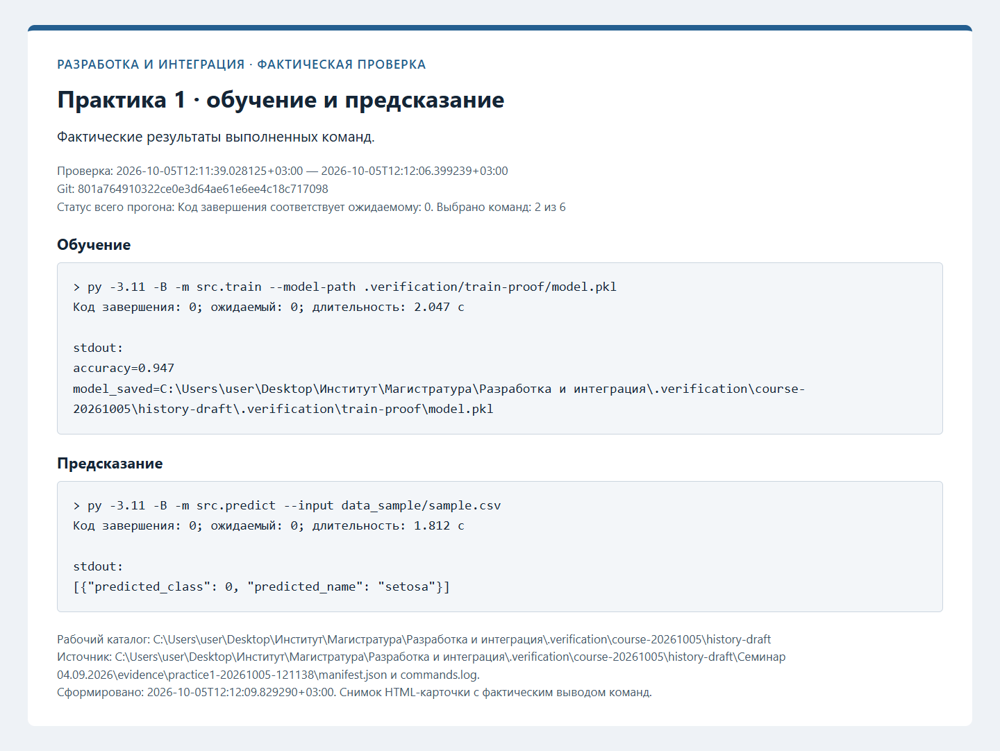 РАЗРАБОТКА И ИНТЕГРАЦИЯ · ФАКТИЧЕСКАЯ ПРОВЕРКА
Практика 1 · обучение и предсказание
Фактические результаты выполненных команд.
Проверка: 2026-10-05T12:11:39.028125+03:00 — 2026-10-05T12:12:06.399239+03:00
Git: 801a764910322ce0e3d64ae61e6ee4c18c717098
Статус всего прогона: Код завершения соответствует ожидаемому: 0. Выбрано команд: 2 из 6
Обучение
> py -3.11 -B -m src.train --model-path .verification/train-proof/model.pkl
Код завершения: 0; ожидаемый: 0; длительность: 2.047 с
stdout:
accuracy=0.947
model_saved=C:\Users\user\Desktop\Институт\Магистратура\Разработка и интеграция\.verification\course-
20261005\history-draft\.verification\train-proof\model.pkl
Предсказание
> py -3.11 -B -m src.predict --input data_sample/sample.csv
Код завершения: 0; ожидаемый: 0; длительность: 1.812 с
stdout:
[{"predicted_class": 0, "predicted_name": "setosa"}]
Рабочий каталог: C:\Users\user\Desktop\Институт\Магистратура\Разработка и интеграция\.verification\course-20261005\history-draft
Источник: C:\Users\user\Desktop\Институт\Магистратура\Разработка и интеграция\.verification\course-20261005\history-draft\Семинар
04.09.2026\evidence\practice1-20261005-121138\manifest.json и commands.log.
Сформировано: 2026-10-05T12:12:09.829290+03:00. Снимок HTML-карточки с фактическим выводом команд.